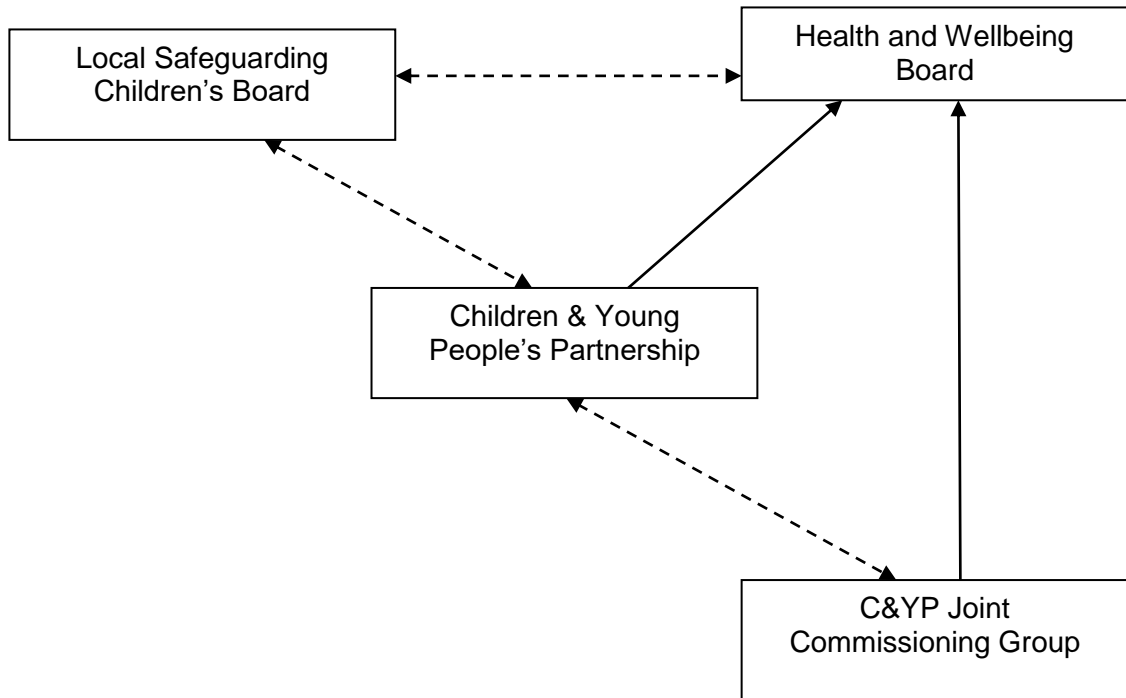 Local Safeguarding
Children’s Board
Health and Wellbeing
Board
Children & Young
People’s Partnership
C&YP Joint
Commissioning Group